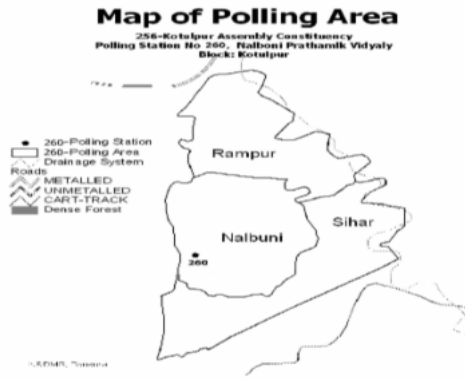 Map of Polling Area
256-Kotulpur Assembly Constituency
Polling Station No 260, Nalboni Prathamik Vidyaly
Block: Kotulpur
260-Polling Station
260-Polling Area
Drainage System
Roads
METALLED
UNMETALLED
CART-TRACK
Dense Forest
Rampur
Sihar
Nalbuni
260